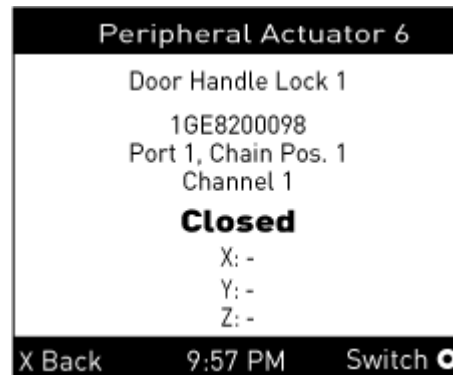 Peripheral Actuator 6
Door Handle Lock 1
1GE8200098
Port 1, Chain Pos. 1
Channel 1
Closed
X: -
Y: -
Z: -
X Back 9:57 PM Switch